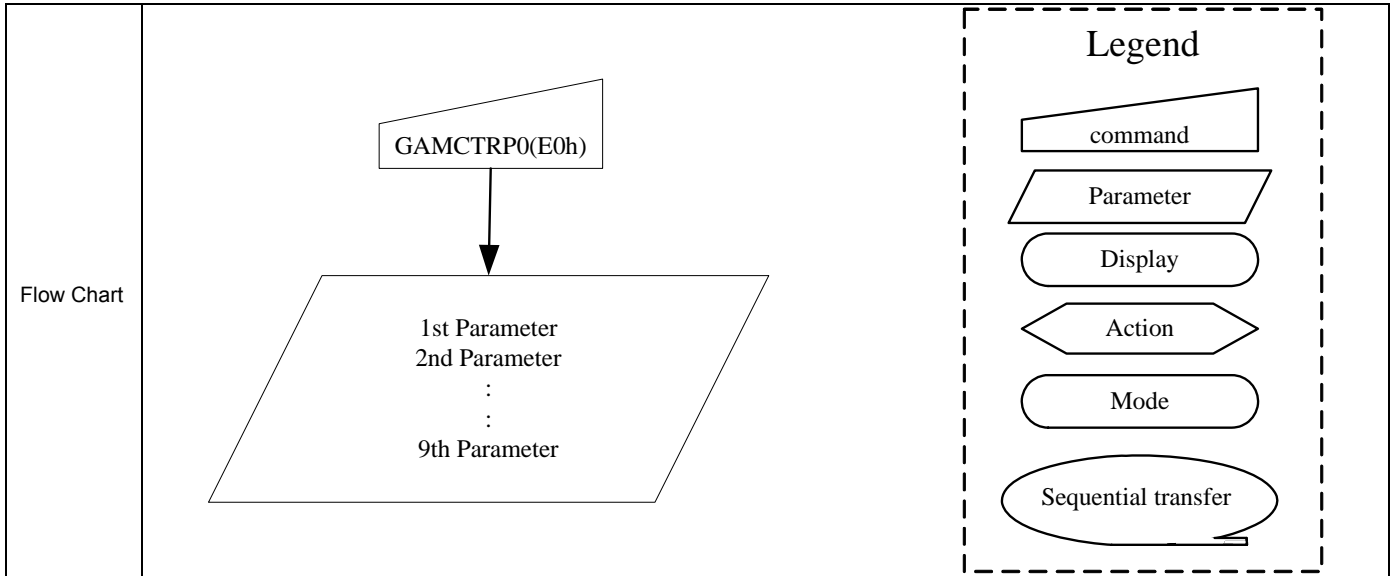 Flow Chart
GAMCTRP0(E0h)
1st Parameter
2nd Parameter
:
:
9th Parameter
Legend
command
Parameter
Display
Action
Mode
Sequential transfer